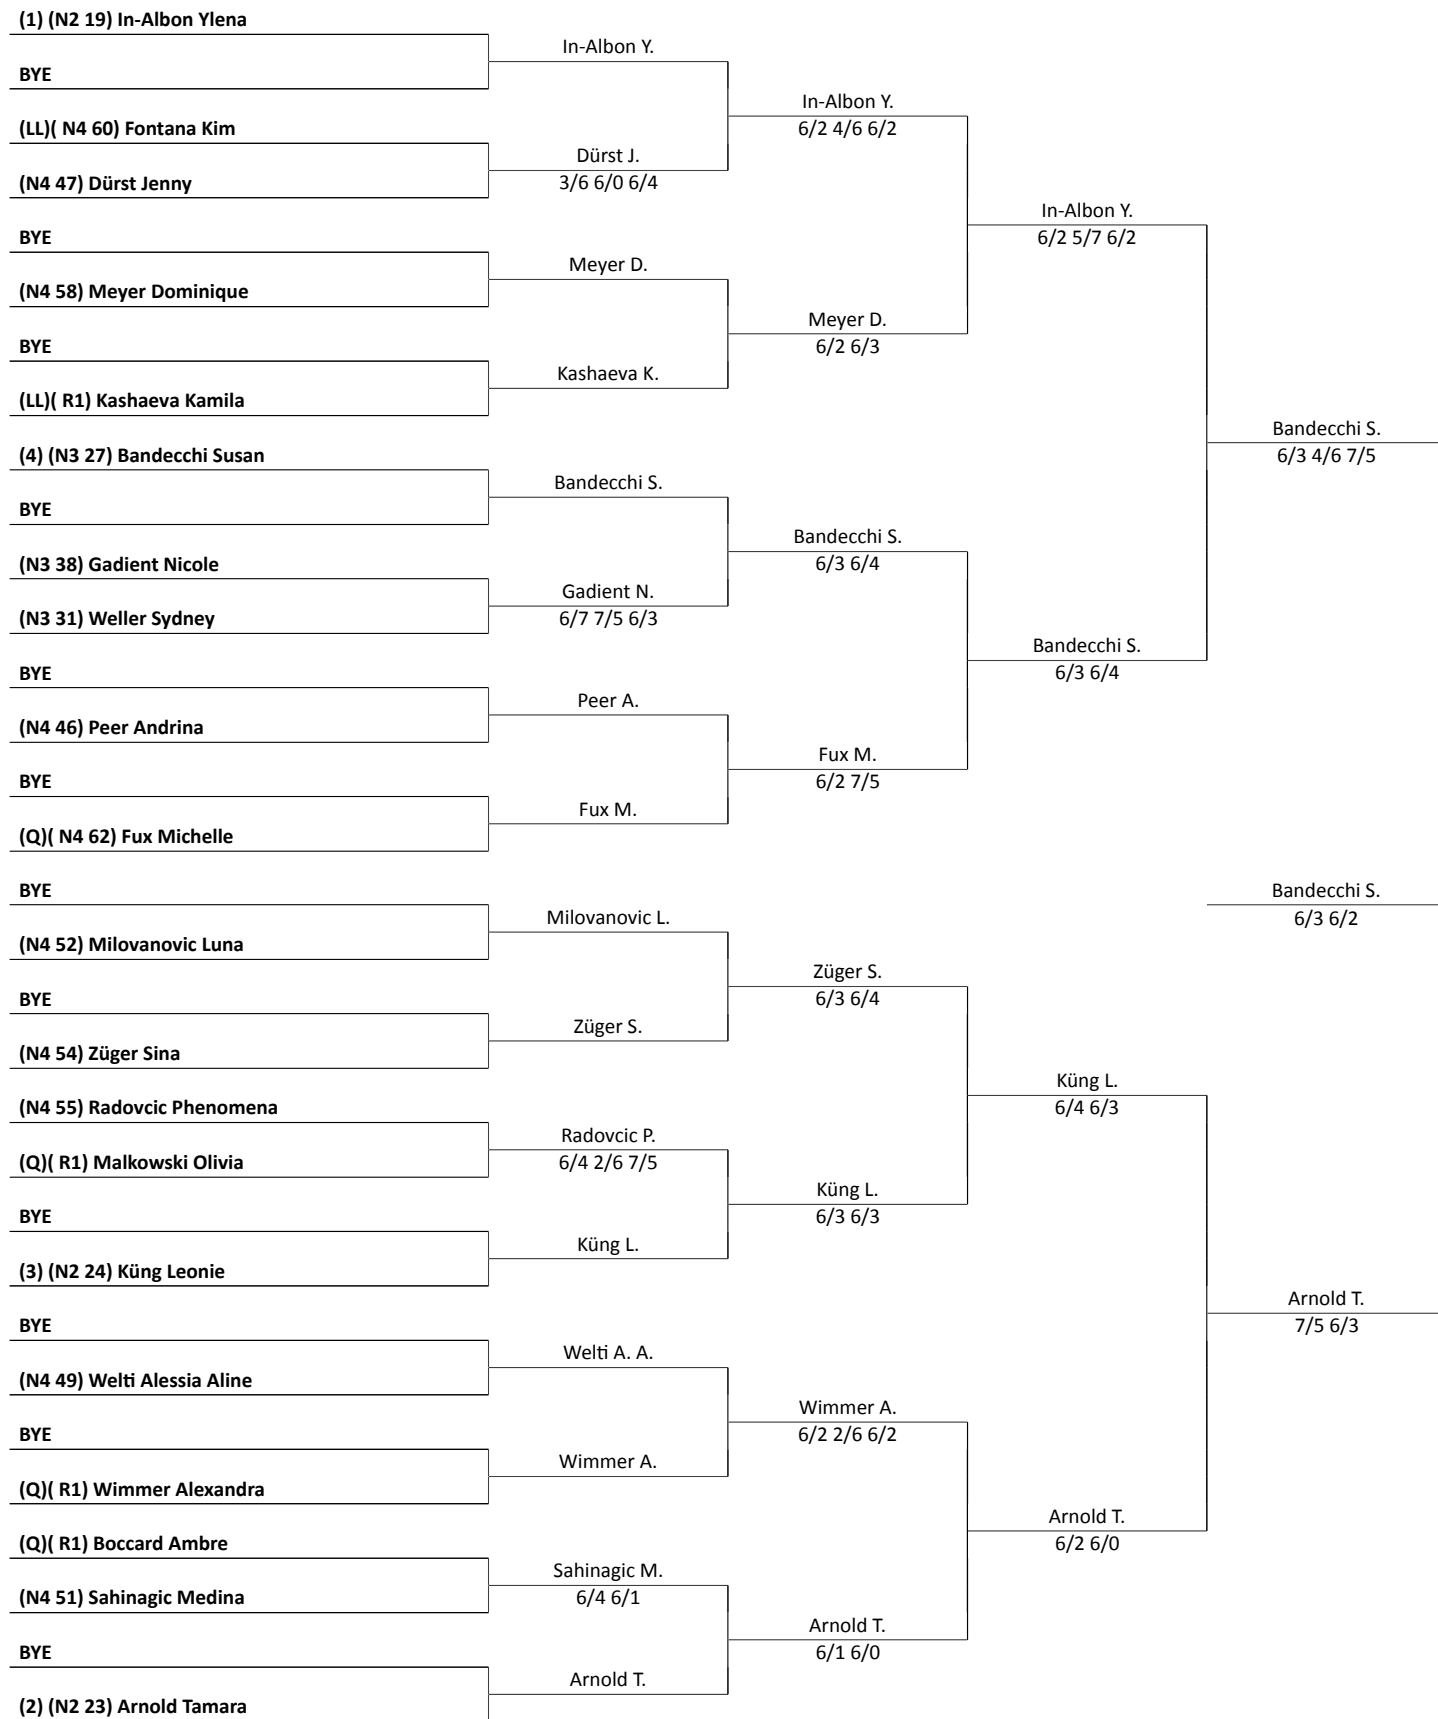 (1) (N2 19) In-Albon Ylena
BYE
(LL)( N4 60) Fontana Kim
(N4 47) Dürst Jenny
BYE
(N4 58) Meyer Dominique
BYE
(LL)( R1) Kashaeva Kamila
(4) (N3 27) Bandecchi Susan
BYE
(N3 38) Gadient Nicole
(N3 31) Weller Sydney
BYE
(N4 46) Peer Andrina
BYE
(Q)( N4 62) Fux Michelle
BYE
(N4 52) Milovanovic Luna
BYE
(N4 54) Züger Sina
(N4 55) Radovcic Phenomena
(Q)( R1) Malkowski Olivia
BYE
(3) (N2 24) Küng Leonie
BYE
(N4 49) Welti Alessia Aline
BYE
(Q)( R1) Wimmer Alexandra
(Q)( R1) Boccard Ambre
(N4 51) Sahinagic Medina
BYE
(2) (N2 23) Arnold Tamara
In-Albon Y.
Dürst J.
3/6 6/0 6/4
Meyer D.
Kashaeva K.
Bandecchi S.
Gadient N.
6/7 7/5 6/3
Peer A.
Fux M.
Milovanovic L.
Züger S.
Radovcic P.
6/4 2/6 7/5
Küng L.
Welti A. A.
Wimmer A.
Sahinagic M.
6/4 6/1
Arnold T.
In-Albon Y.
6/2 4/6 6/2
Meyer D.
6/2 6/3
Bandecchi S.
6/3 6/4
Fux M.
6/2 7/5
Züger S.
6/3 6/4
Küng L.
6/3 6/3
Wimmer A.
6/2 2/6 6/2
Arnold T.
6/1 6/0
In-Albon Y.
6/2 5/7 6/2
Bandecchi S.
6/3 6/4
Küng L.
6/4 6/3
Arnold T.
6/2 6/0
Bandecchi S.
6/3 4/6 7/5
Bandecchi S.
6/3 6/2
Arnold T.
7/5 6/3